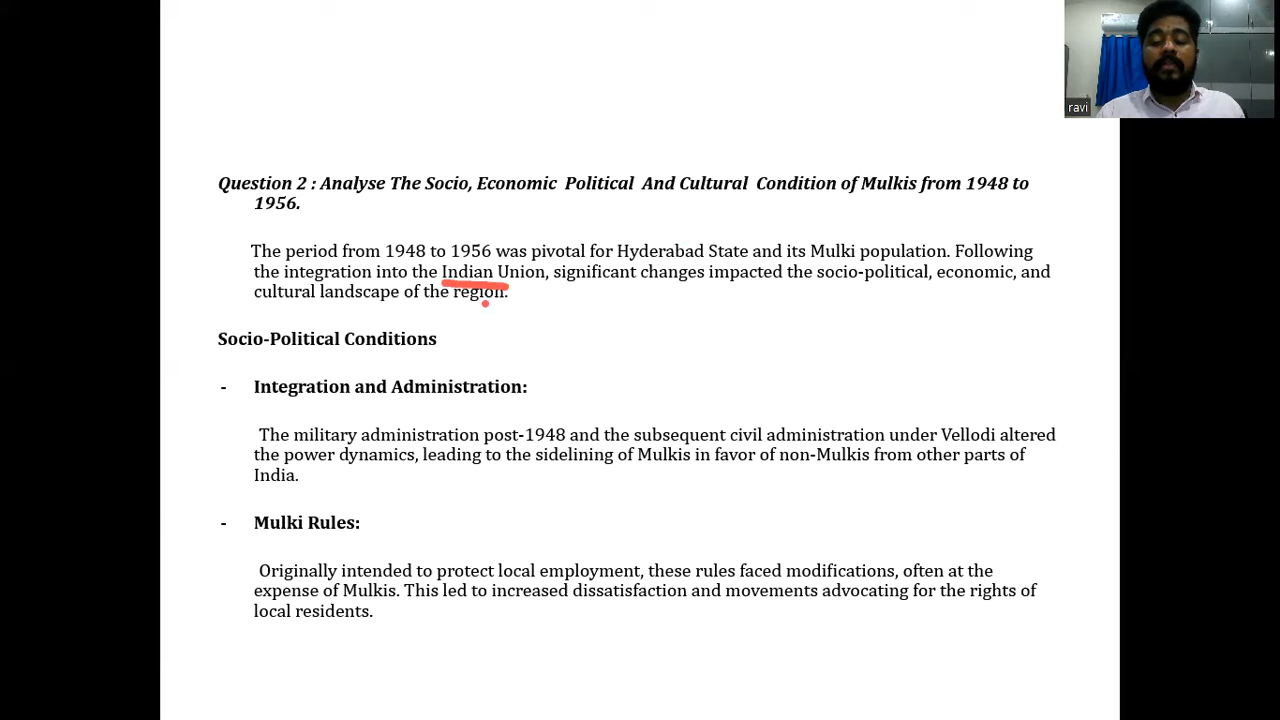 ravi
Question 2 : Analyse The Socio, Economic Political And Cultural Condition of Mulkis from 1948 to
1956.
The period from 1948 to 1956 was pivotal for Hyderabad State and its Mulki population. Following
the integration into the Indian Union, significant changes impacted the socio-political, economic, and
cultural landscape of the region.
Socio-Political Conditions
- Integration and Administration:
The military administration post-1948 and the subsequent civil administration under Vellodi altered
the power dynamics, leading to the sidelining of Mulkis in favor of non-Mulkis from other parts of
India.
- Mulki Rules:
Originally intended to protect local employment, these rules faced modifications, often at the
expense of Mulkis. This led to increased dissatisfaction and movements advocating for the rights of
local residents.